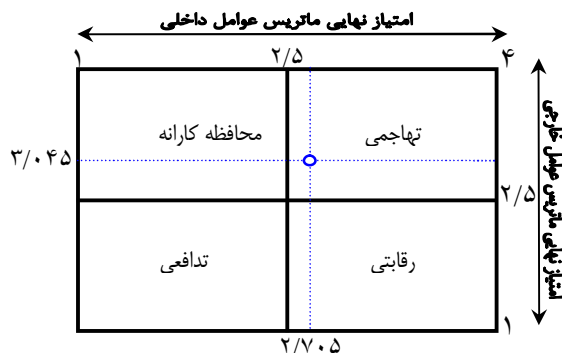 امتیاز نهایی ماتریس عوامل داخلی
۱
۲/۵
۴
تهاجمی
محافظه کارانه
۳/۰۴۵
۲/۵
امتیاز نهایی ماتریس عوامل خارجی
رقابتی
تدافعی
۱
۲/۷۰۵